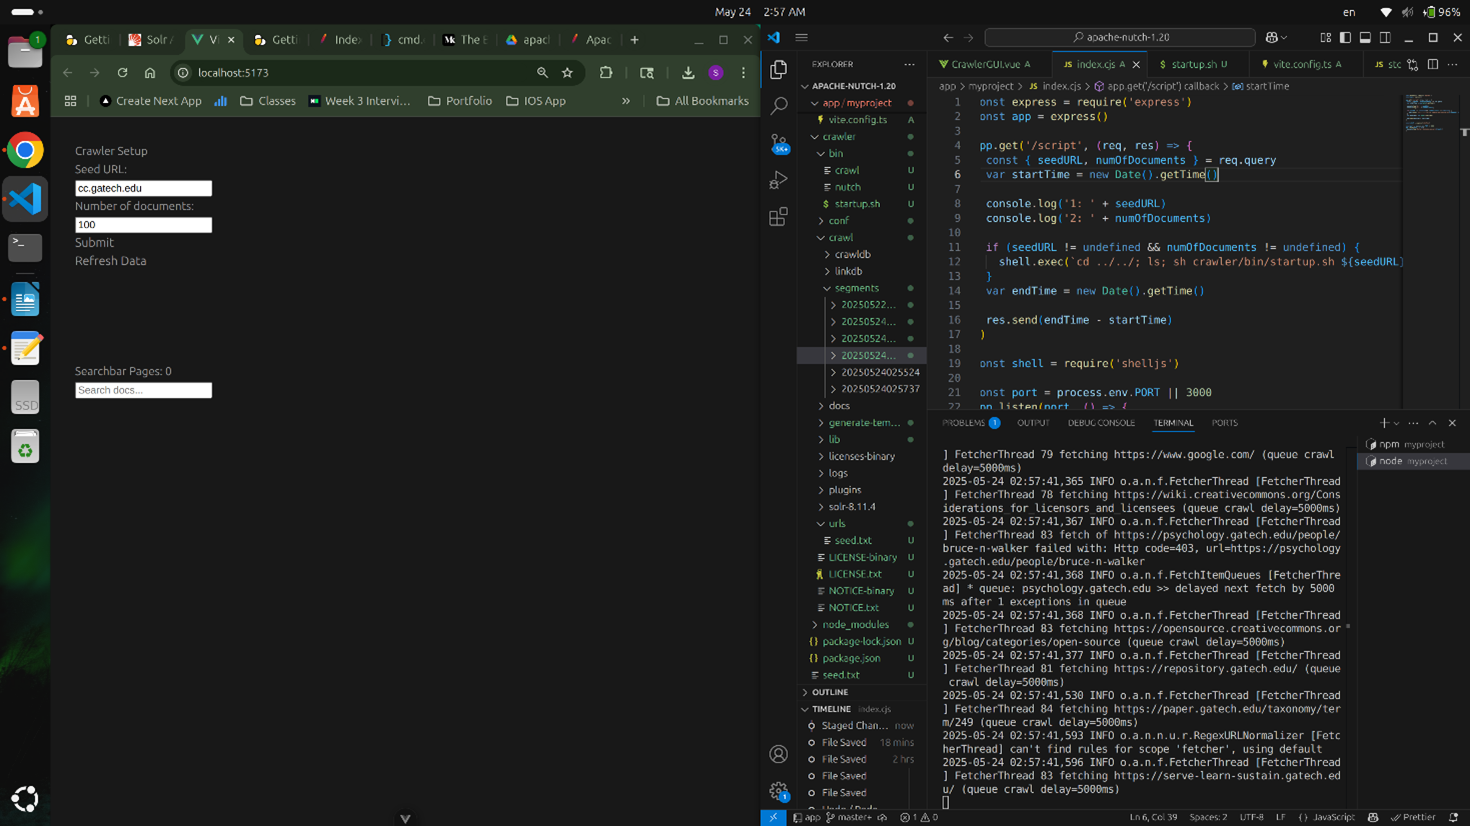 May 24  2:57 AM
en
96%
1
Getti
Solr A
Vi
Getti
Index
cmd.
The E
apacl
Apac
localhost:5173
S
Create Next App
Classes
Week 3 Intervi...
Portfolio
IOS App
»
All Bookmarks
Crawler Setup
Seed URL:
cc.gatech.edu
Number of documents:
100
Submit
Refresh Data
Searchbar Pages: 0
Search docs...
SSD
apache-nutch-1.20
5K+
1
EXPLORER
APACHE-NUTCH-1.20
app / myproject
vite.config.ts A
crawler
bin
crawl U
nutch U
startup.sh U
conf
crawl
crawldb
linkdb
segments
20250522...
20250524...
20250524...
20250524...
20250524025524
20250524025737
docs
generate-tem...
lib
licenses-binary
logs
plugins
solr-8.11.4
urls
seed.txt U
LICENSE-binary U
LICENSE.txt U
NOTICE-binary U
NOTICE.txt U
node_modules
package-lock.json U
package.json U
seed.txt U
OUTLINE
TIMELINE index.cjs
Staged Chan... now
File Saved 18 mins
File Saved 2 hrs
File Saved
File Saved
CrawlerGUI.vue A
JS index.cjs A
$ startup.sh U
vite.config.ts A
JS
app > myproject > JS index.cjs > app.get('/script') callback > startTime
1 onst express = require('express')
2 onst app = express()
3
4 pp.get('/script', (req, res) => {
5 const { seedURL, numOfDocuments } = req.query
6 var startTime = new Date().getTime()
7
8 console.log('1: ' + seedURL)
9 console.log('2: ' + numOfDocuments)
10
11 if (seedURL != undefined && numOfDocuments != undefined) {
12 shell.exec(`cd ../../; ls; sh crawler/bin/startup.sh ${seedURL}
13 }
14 var endTime = new Date().getTime()
15
16 res.send(endTime - startTime)
17 )
18
19 onst shell = require('shelljs')
20
21 onst port = process.env.PORT || 3000
22 pp.listen(port, () => {
PROBLEMS 1
OUTPUT
DEBUG CONSOLE
TERMINAL
PORTS
npm myproject
node myproject
] FetcherThread 79 fetching https://www.google.com/ (queue crawl
delay=5000ms)
2025-05-24 02:57:41,365 INFO o.a.n.f.FetcherThread [FetcherThread
] FetcherThread 78 fetching https://wiki.creativecommons.org/Cons
iderations_for_licensors_and_licensees (queue crawl delay=5000ms)
2025-05-24 02:57:41,367 INFO o.a.n.f.FetcherThread [FetcherThread
] FetcherThread 83 fetch of https://psychology.gatech.edu/people/
bruce-n-walker failed with: Http code=403, url=https://psychology
.gatech.edu/people/bruce-n-walker
2025-05-24 02:57:41,368 INFO o.a.n.f.FetchItemQueues [FetcherThre
ad] * queue: psychology.gatech.edu >> delayed next fetch by 5000
ms after 1 exceptions in queue
2025-05-24 02:57:41,368 INFO o.a.n.f.FetcherThread [FetcherThread
] FetcherThread 83 fetching https://opensource.creativecommons.or
g/blog/categories/open-source (queue crawl delay=5000ms)
2025-05-24 02:57:41,377 INFO o.a.n.f.FetcherThread [FetcherThread
] FetcherThread 81 fetching https://repository.gatech.edu/ (queue
crawl delay=5000ms)
2025-05-24 02:57:41,530 INFO o.a.n.f.FetcherThread [FetcherThread
] FetcherThread 84 fetching https://paper.gatech.edu/taxonomy/ter
m/249 (queue crawl delay=5000ms)
2025-05-24 02:57:41,593 INFO o.a.n.n.u.r.RegexURLNormalizer [Fetc
herThread] can't find rules for scope 'fetcher', using default
2025-05-24 02:57:41,596 INFO o.a.n.f.FetcherThread [FetcherThread
] FetcherThread 83 fetching https://serve-learn-sustain.gatech.ed
u/ (queue crawl delay=5000ms)
app
master+
1 0
Ln 6, Col 39
Spaces: 2
UTF-8
LF
{} JavaScript
Prettier